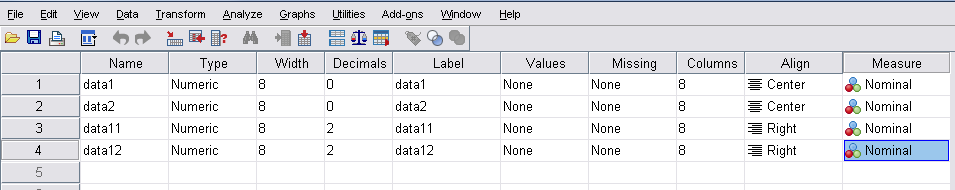 File Edit View Data Transform Analyze Graphs Utilities Add-ons Window Help
Name Type Width Decimals Label Values Missing Columns Align Measure
1 data1 Numeric 8 0 data1 None None 8 Center Nominal
2 data2 Numeric 8 0 data2 None None 8 Center Nominal
3 data11 Numeric 8 2 data11 None None 8 Right Nominal
4 data12 Numeric 8 2 data12 None None 8 Right Nominal
5